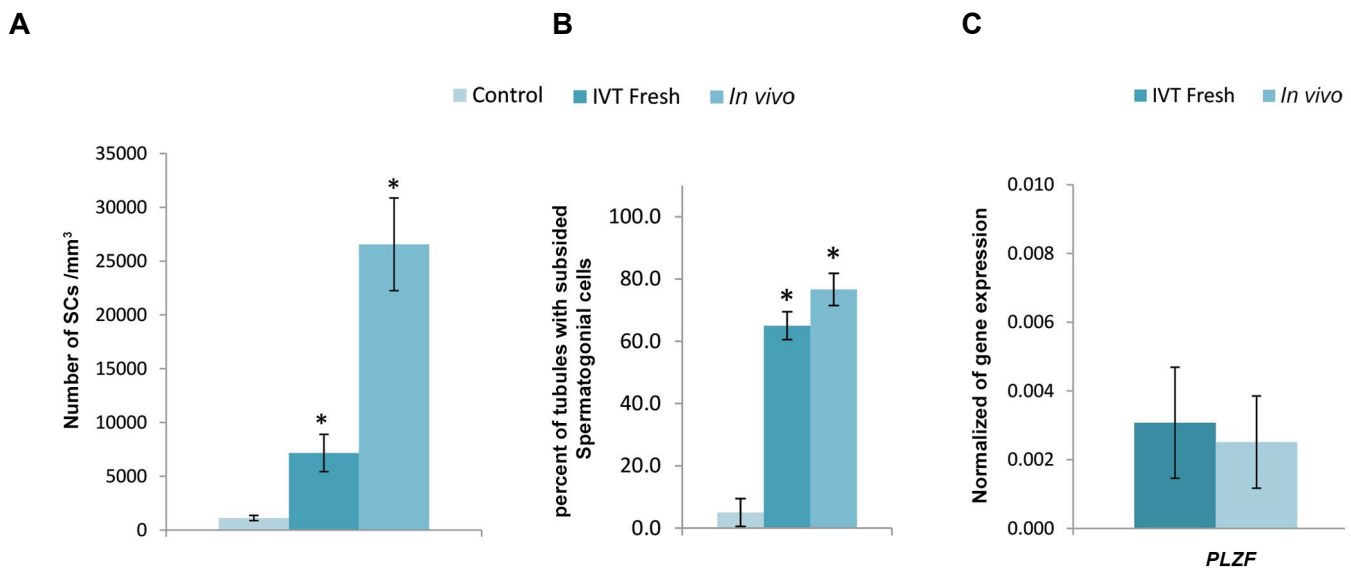 A
B
C
Control IVT Fresh In vivo
IVT Fresh In vivo
Number of SCs /mm³
35000
30000
25000
20000
15000
10000
5000
0
*
*
percent of tubules with subsided
Spermatogonial cells
100.0
80.0
60.0
40.0
20.0
0.0
*
*
Normalized of gene expression
0.010
0.008
0.006
0.004
0.002
0.000
PLZF